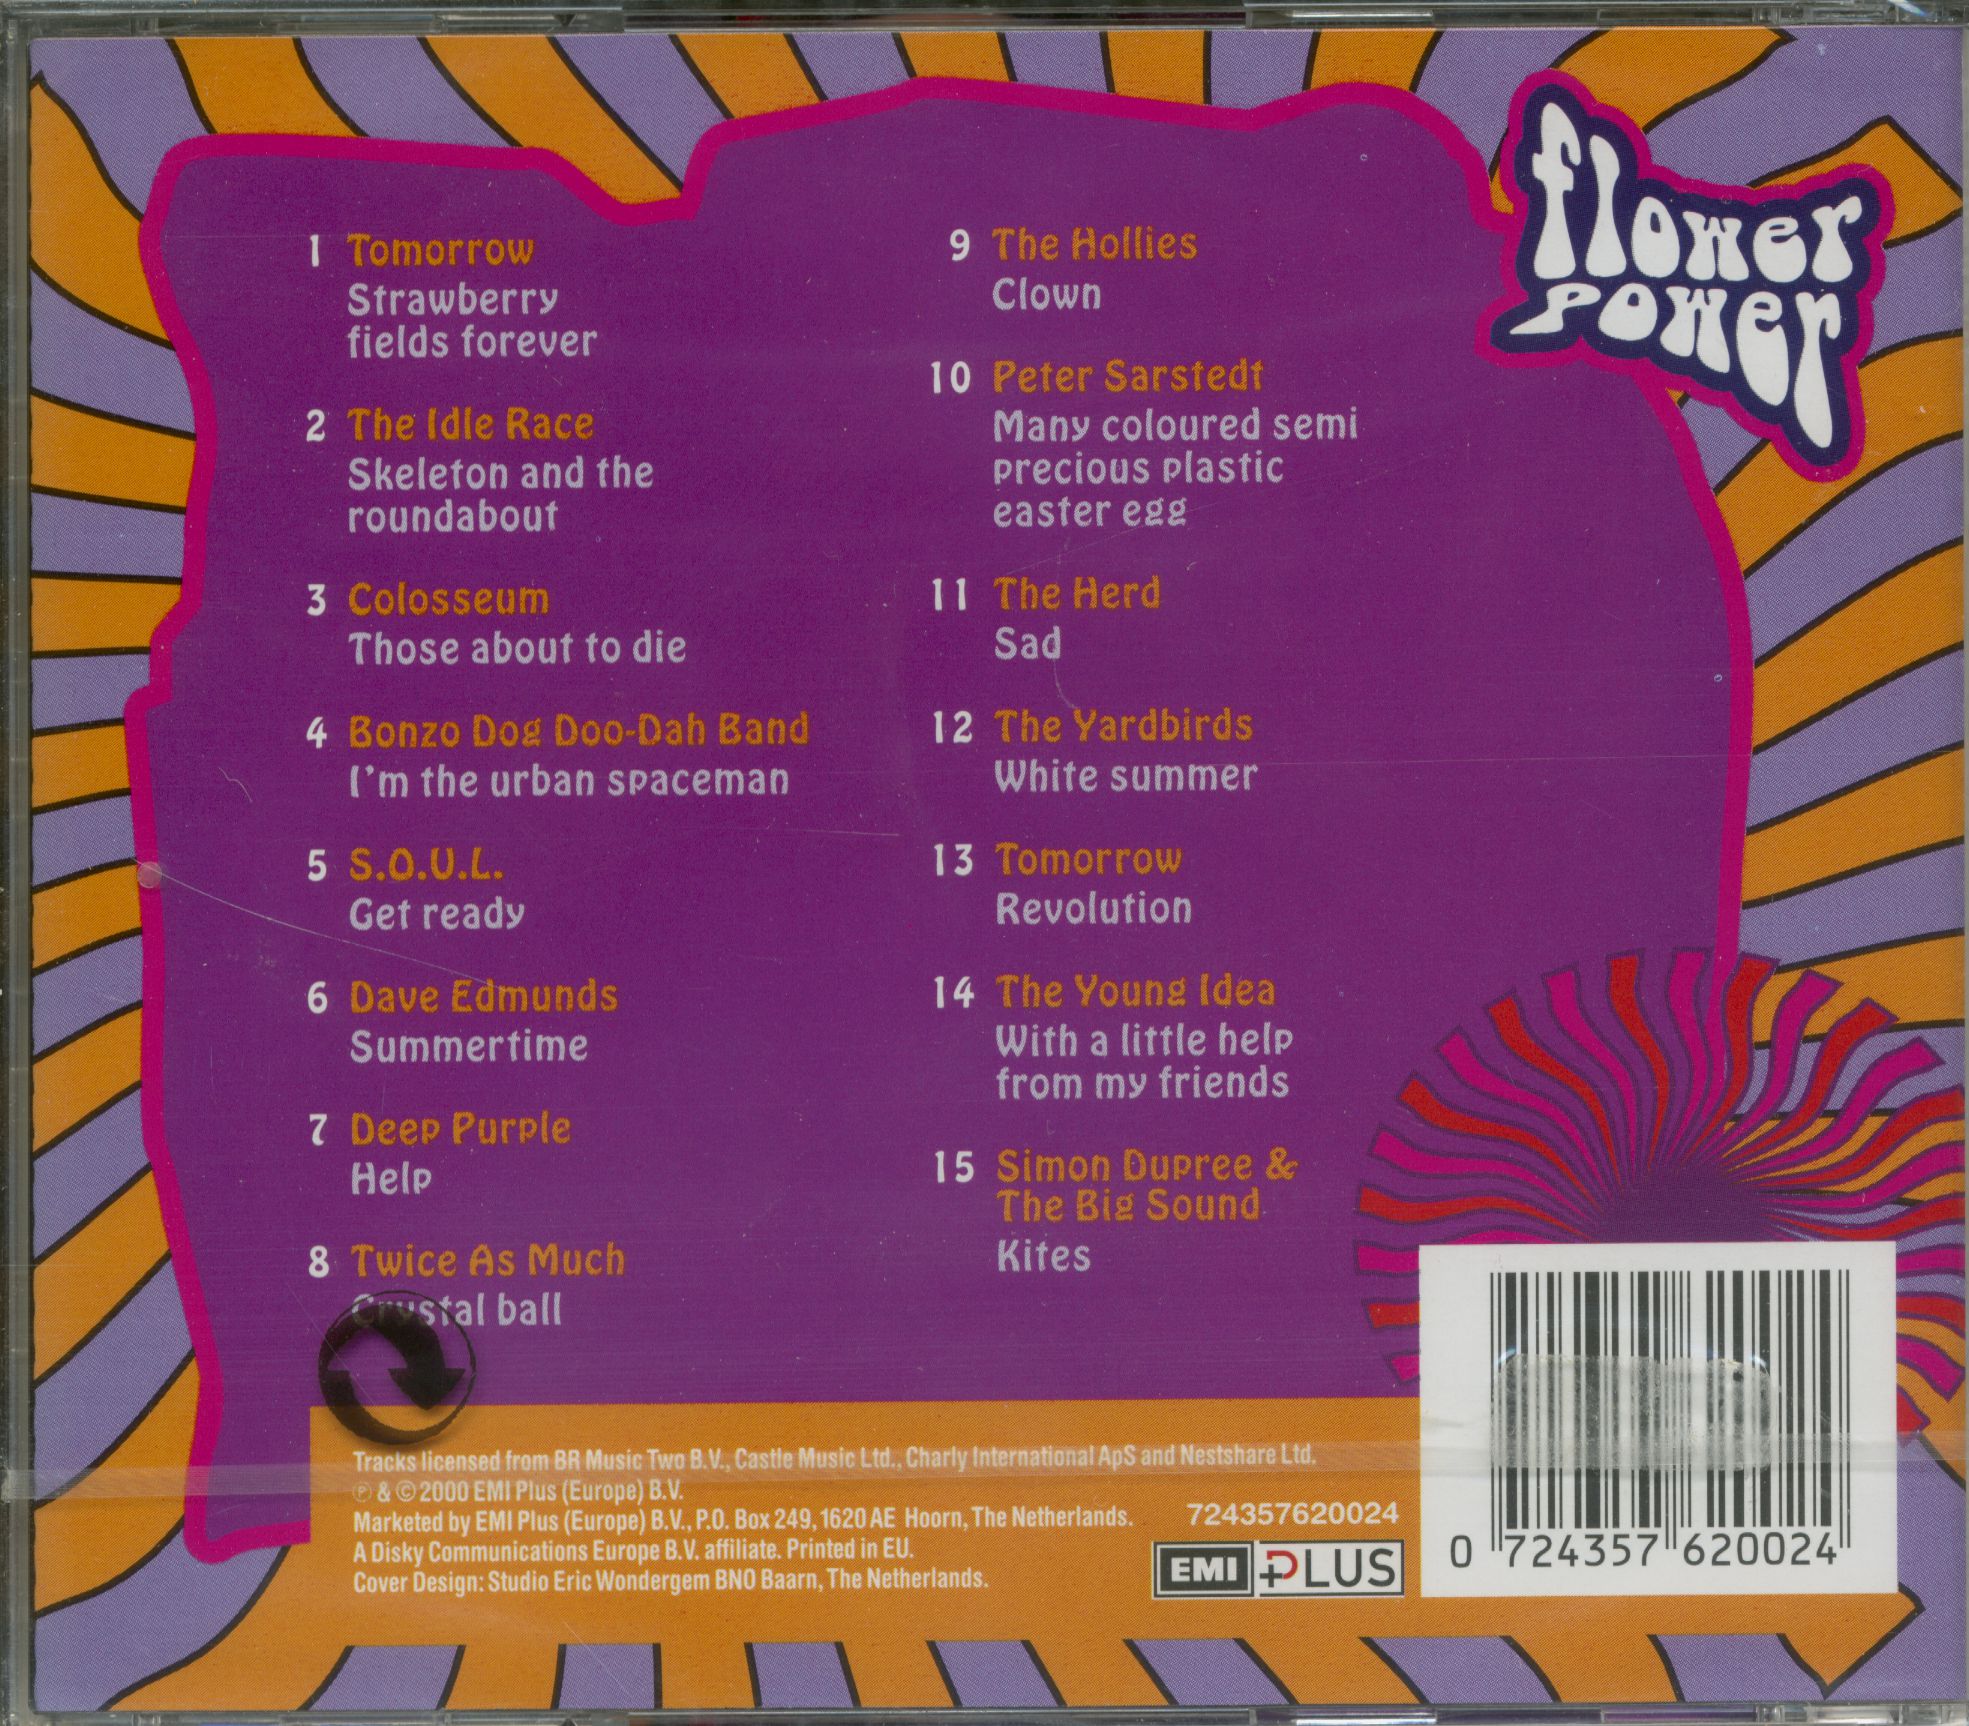 flower
power
1 Tomorrow
Strawberry
fields forever
2 The Idle Race
Skeleton and the
roundabout
3 Colosseum
Those about to die
4 Bonzo Dog Doo-Dah Band
I'm the urban spaceman
5 S.O.U.L.
Get ready
6 Dave Edmunds
Summertime
7 Deep Purple
Help
8 Twice As Much
Crystal ball
9 The Hollies
Clown
10 Peter Sarstedt
Many coloured semi
precious plastic
easter egg
11 The Herd
Sad
12 The Yardbirds
White summer
13 Tomorrow
Revolution
14 The Young Idea
With a little help
from my friends
15 Simon Dupree &
The Big Sound
Kites
Tracks licensed from BR Music Two B.V., Castle Music Ltd., Charly International ApS and Nestshare Ltd.
℗ & © 2000 EMI Plus (Europe) B.V.
Marketed by EMI Plus (Europe) B.V., P.O. Box 249, 1620 AE Hoorn, The Netherlands.
A Disky Communications Europe B.V. affiliate. Printed in EU.
Cover Design: Studio Eric Wondergem BNO Baarn, The Netherlands.
724357620024
EMI PLUS
0 724357 620024